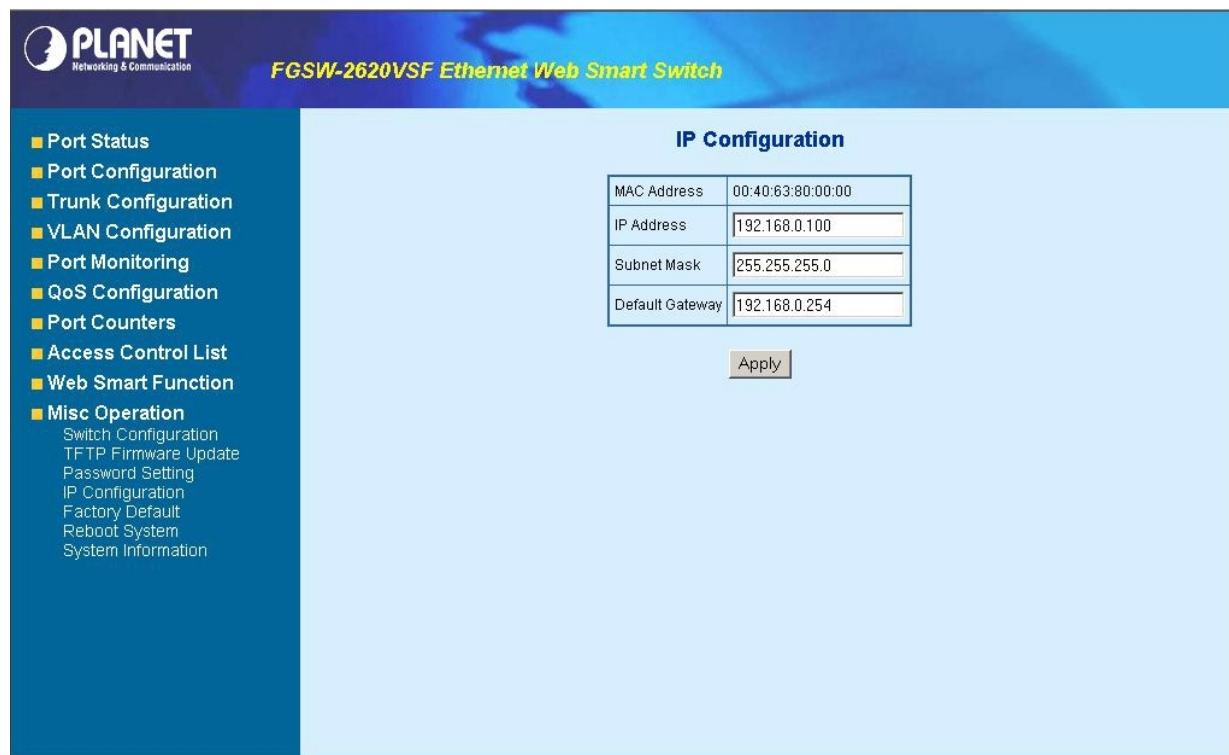 PLANET
Networking & Communication
FGSW-2620VSF Ethernet Web Smart Switch
Port Status
Port Configuration
Trunk Configuration
VLAN Configuration
Port Monitoring
QoS Configuration
Port Counters
Access Control List
Web Smart Function
Misc Operation
Switch Configuration
TFTP Firmware Update
Password Setting
IP Configuration
Factory Default
Reboot System
System Information
IP Configuration
MAC Address 00:40:63:80:00:00
IP Address 192.168.0.100
Subnet Mask 255.255.255.0
Default Gateway 192.168.0.254
Apply